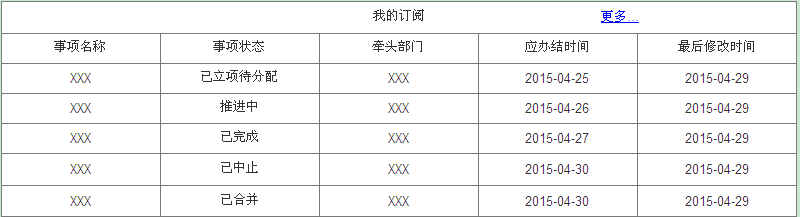 我的订阅 更多...
事项名称 事项状态 牵头部门 应办结时间 最后修改时间
XXX 已立项待分配 XXX 2015-04-25 2015-04-29
XXX 推进中 XXX 2015-04-26 2015-04-29
XXX 已完成 XXX 2015-04-27 2015-04-29
XXX 已中止 XXX 2015-04-30 2015-04-29
XXX 已合并 XXX 2015-04-30 2015-04-29